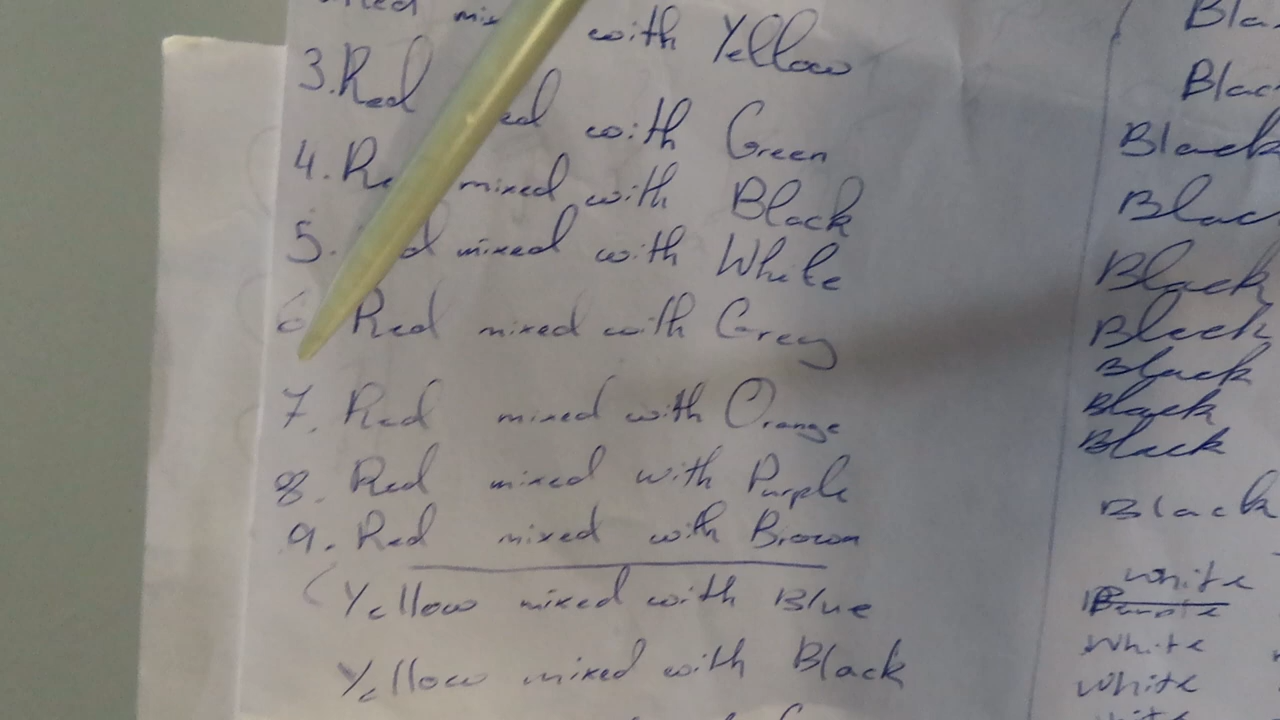 with Yellow
3. Red with Green
4. mixed with Black
5. mixed with White
6 Red mixed with Grey
7. Red mixed with Orange
8. Red mixed with Purple
9. Red mixed with Brown
Yellow mixed with Blue
Yellow mixed with Black
Black
Black
Black
Black
Black
Black
Black
Black
White
White
White